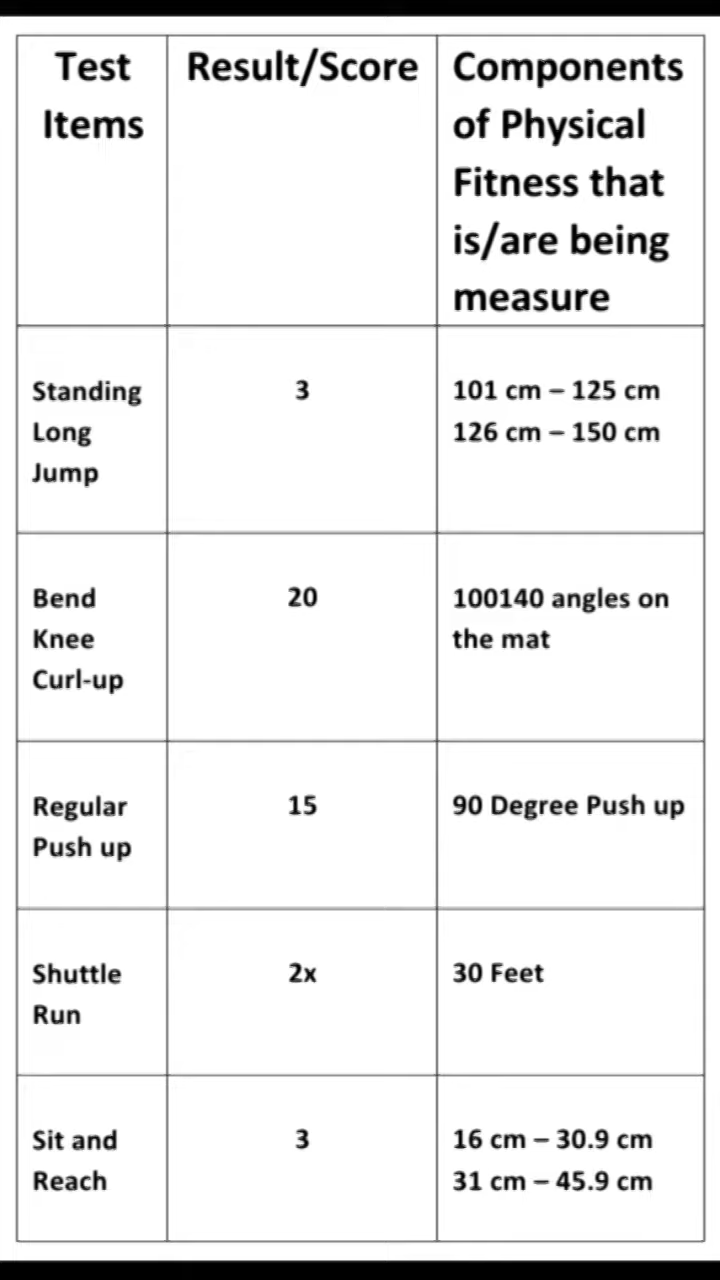 Test Items
Result/Score
Components of Physical Fitness that is/are being measure
Standing
Long
Jump
3
101 cm – 125 cm
126 cm – 150 cm
Bend
Knee
Curl-up
20
100140 angles on
the mat
Regular
Push up
15
90 Degree Push up
Shuttle
Run
2x
30 Feet
Sit and
Reach
3
16 cm – 30.9 cm
31 cm – 45.9 cm